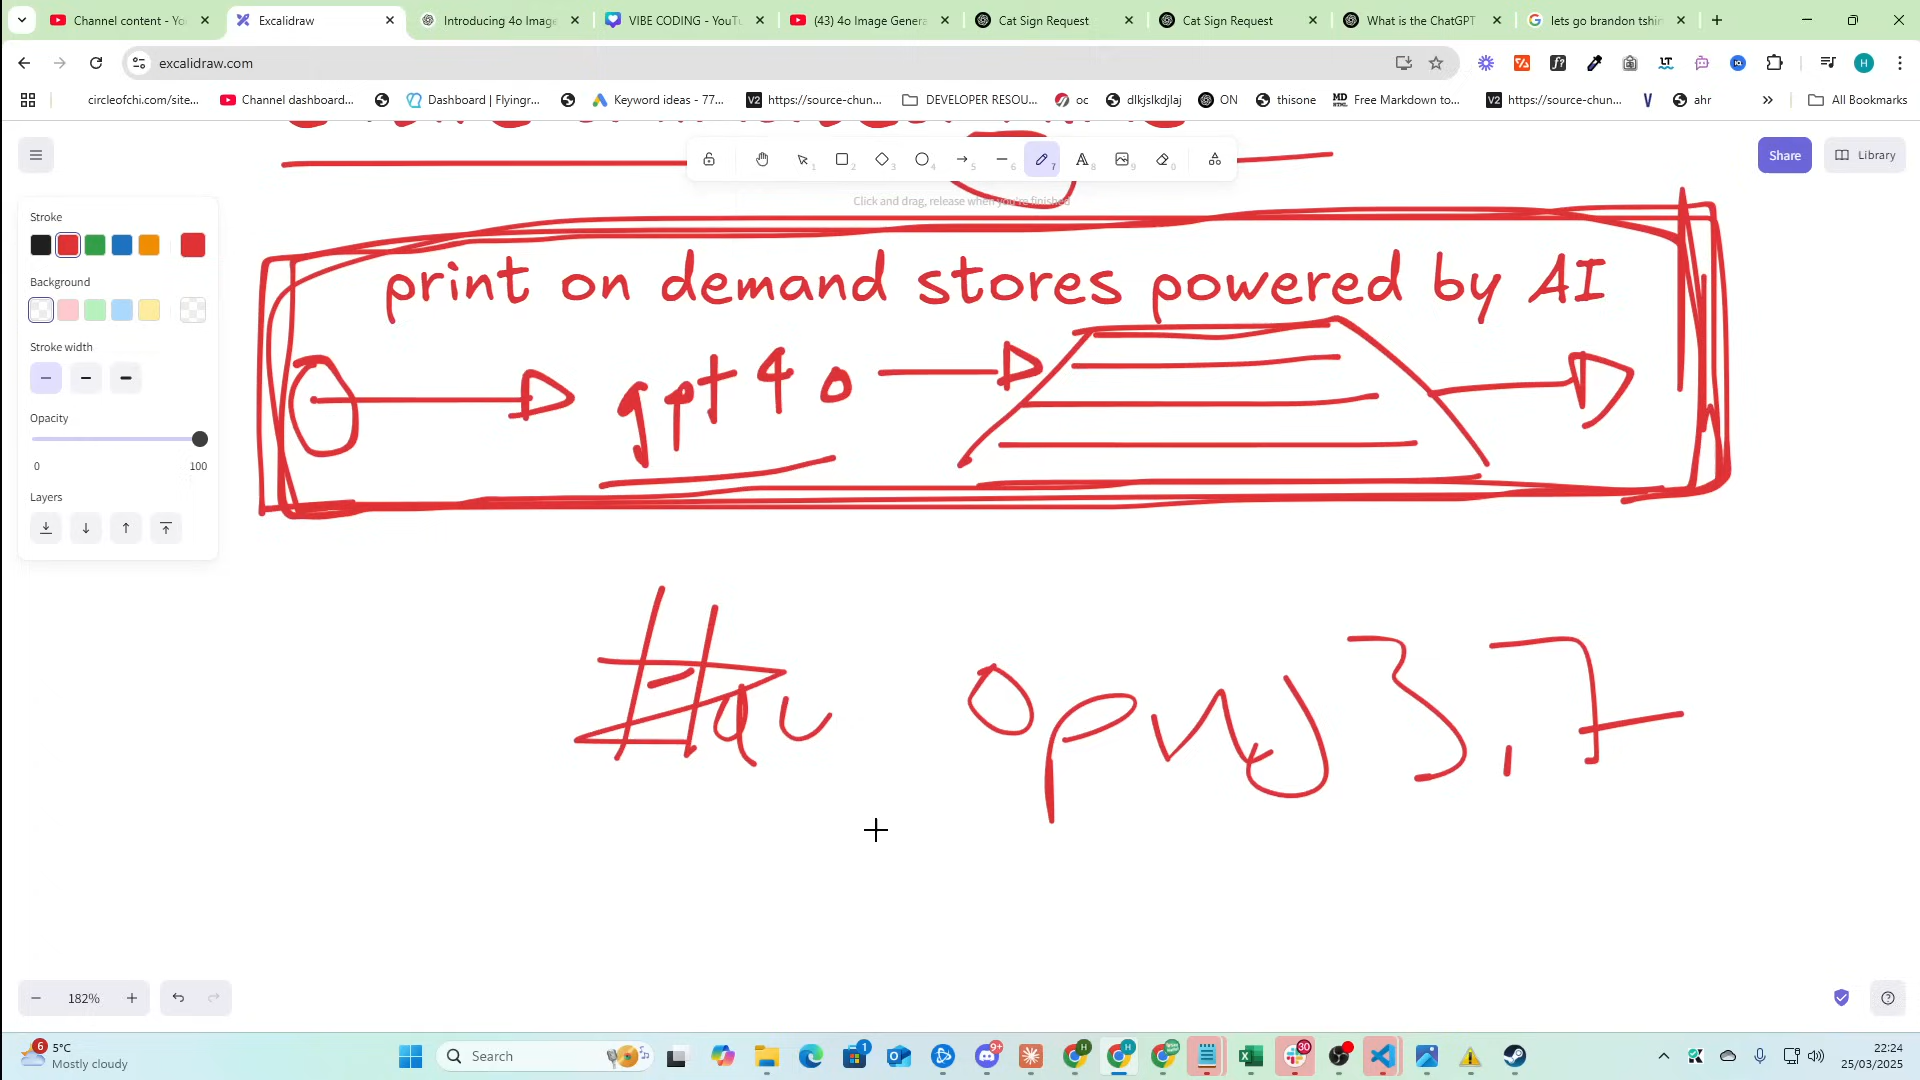 Channel content - Yo
Excalidraw
Introducing 4o Image
VIBE CODING - YouTu
(43) 4o Image Genera
Cat Sign Request
Cat Sign Request
What is the ChatGPT
lets go brandon tshir
excalidraw.com
circleofchi.com/site...
Channel dashboard...
Dashboard | Flyingr...
Keyword ideas - 77...
https://source-chun...
DEVELOPER RESOU...
oc
dlkjslkdjlaj
ON
thisone
Free Markdown to...
https://source-chun...
ahr
All Bookmarks
Share
Library
Click and drag, release when you're finished
Stroke
Background
Stroke width
Opacity
0 100
Layers
print on demand stores powered by AI
gpt 4 o
opus 3.7
182%
5°C
Mostly cloudy
Search
22:24
25/03/2025